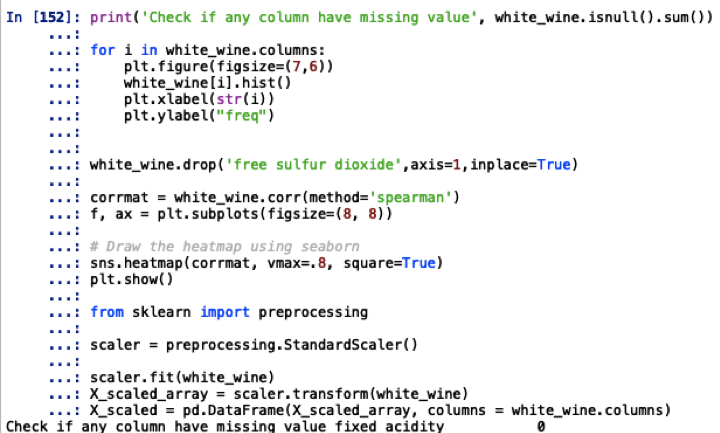 In [152]: print('Check if any column have missing value', white_wine.isnull().sum())
     ...:
     ...: for i in white_wine.columns:
     ...:     plt.figure(figsize=(7,6))
     ...:     white_wine[i].hist()
     ...:     plt.xlabel(str(i))
     ...:     plt.ylabel("freq")
     ...:
     ...:
     ...: white_wine.drop('free sulfur dioxide',axis=1,inplace=True)
     ...:
     ...: corrmat = white_wine.corr(method='spearman')
     ...: f, ax = plt.subplots(figsize=(8, 8))
     ...:
     ...: # Draw the heatmap using seaborn
     ...: sns.heatmap(corrmat, vmax=.8, square=True)
     ...: plt.show()
     ...:
     ...: from sklearn import preprocessing
     ...:
     ...: scaler = preprocessing.StandardScaler()
     ...:
     ...: scaler.fit(white_wine)
     ...: X_scaled_array = scaler.transform(white_wine)
     ...: X_scaled = pd.DataFrame(X_scaled_array, columns = white_wine.columns)
Check if any column have missing value fixed acidity          0